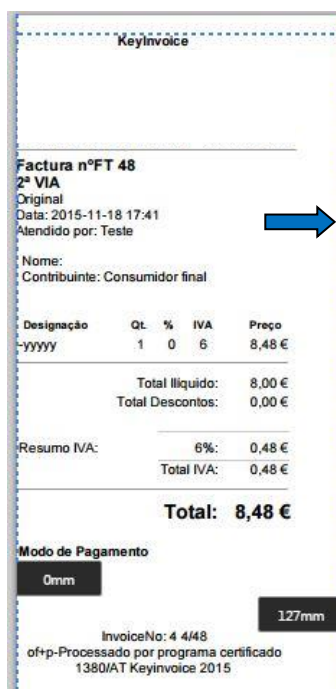 KeyInvoice
Factura nºFT 48
2ª VIA
Original
Data: 2015-11-18 17:41
Atendido por: Teste
Nome:
Contribuinte: Consumidor final
Designação Qt. % IVA Preço
-yyyyy 1 0 6 8,48 €
Total Iliquido: 8,00 €
Total Descontos: 0,00 €
Resumo IVA: 6%: 0,48 €
Total IVA: 0,48 €
Total: 8,48 €
Modo de Pagamento
0mm
127mm
InvoiceNo: 4 4/48
of+p-Processado por programa certificado
1380/AT Keyinvoice 2015